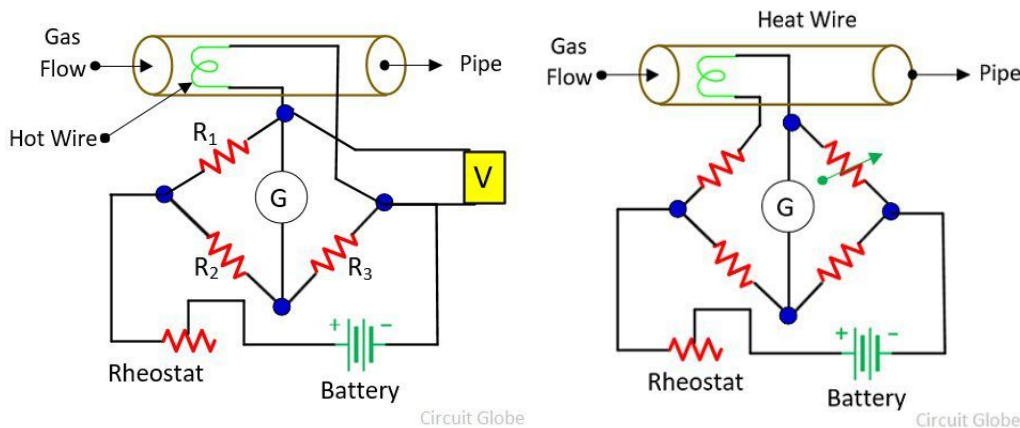 Gas
Flow
Pipe
Hot Wire
R1
V
G
R2
R3
+
−
Rheostat
Battery
Circuit Globe
Heat Wire
Gas
Flow
Pipe
G
+
−
Rheostat
Battery
Circuit Globe